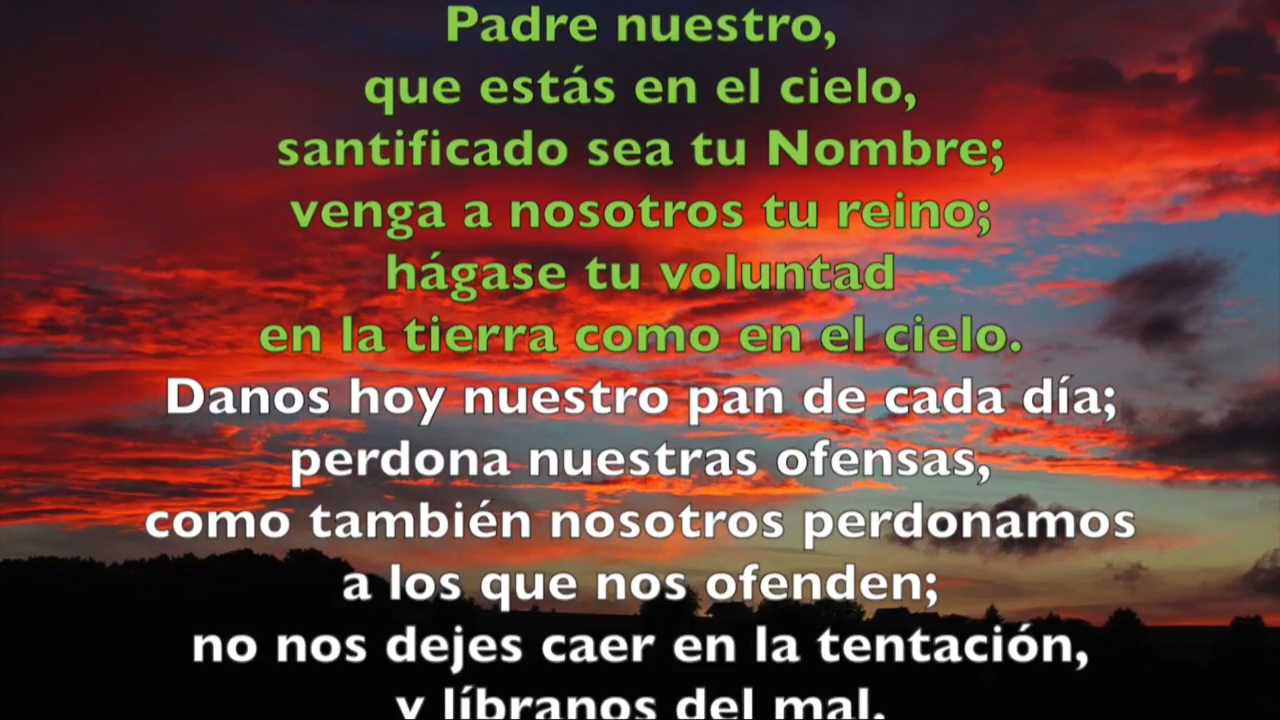 Padre nuestro,
que estás en el cielo,
santificado sea tu Nombre;
venga a nosotros tu reino;
hágase tu voluntad
en la tierra como en el cielo.
Danos hoy nuestro pan de cada día;
perdona nuestras ofensas,
como también nosotros perdonamos
a los que nos ofenden;
no nos dejes caer en la tentación,
y líbranos del mal.